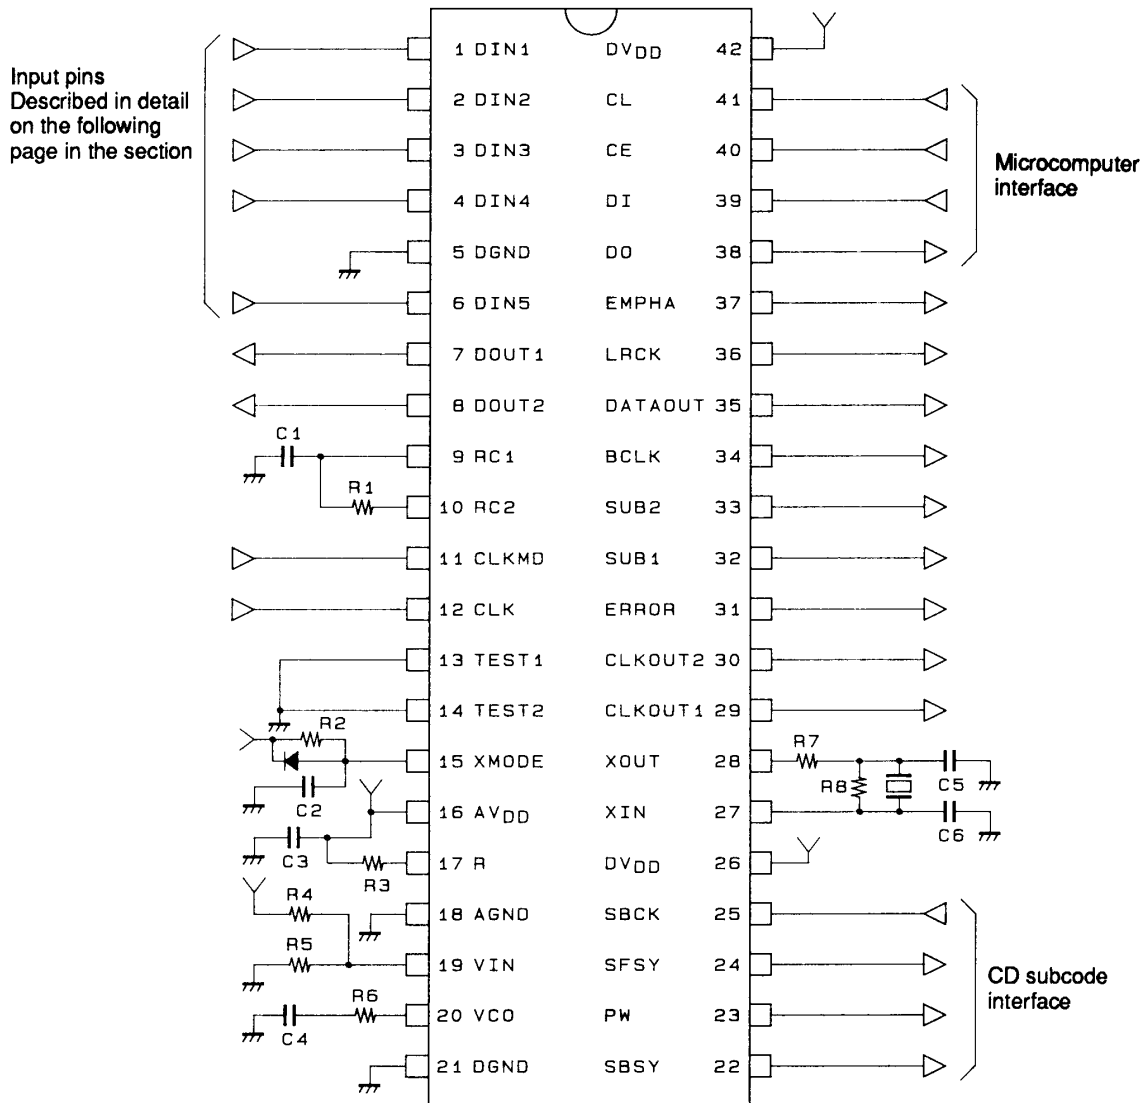 Input pins
Described in detail
on the following
page in the section
1 DIN1 DVDD 42
2 DIN2 CL 41
3 DIN3 CE 40
4 DIN4 DI 39
5 DGND DO 38
Microcomputer
interface
6 DIN5 EMPHA 37
7 DOUT1 LRCK 36
8 DOUT2 DATAOUT 35
C1
9 RC1 BCLK 34
R1
10 RC2 SUB2 33
11 CLKMD SUB1 32
12 CLK ERROR 31
13 TEST1 CLKOUT2 30
14 TEST2 CLKOUT1 29
R2
15 XMODE XOUT 28
R7
C2
R8
C5
16 AVDD XIN 27
C3
C6
17 R DVDD 26
R3
R4
18 AGND SBCK 25
R5
19 VIN SFSY 24
R6
20 VCO PW 23
C4
21 DGND SBSY 22
CD subcode
interface